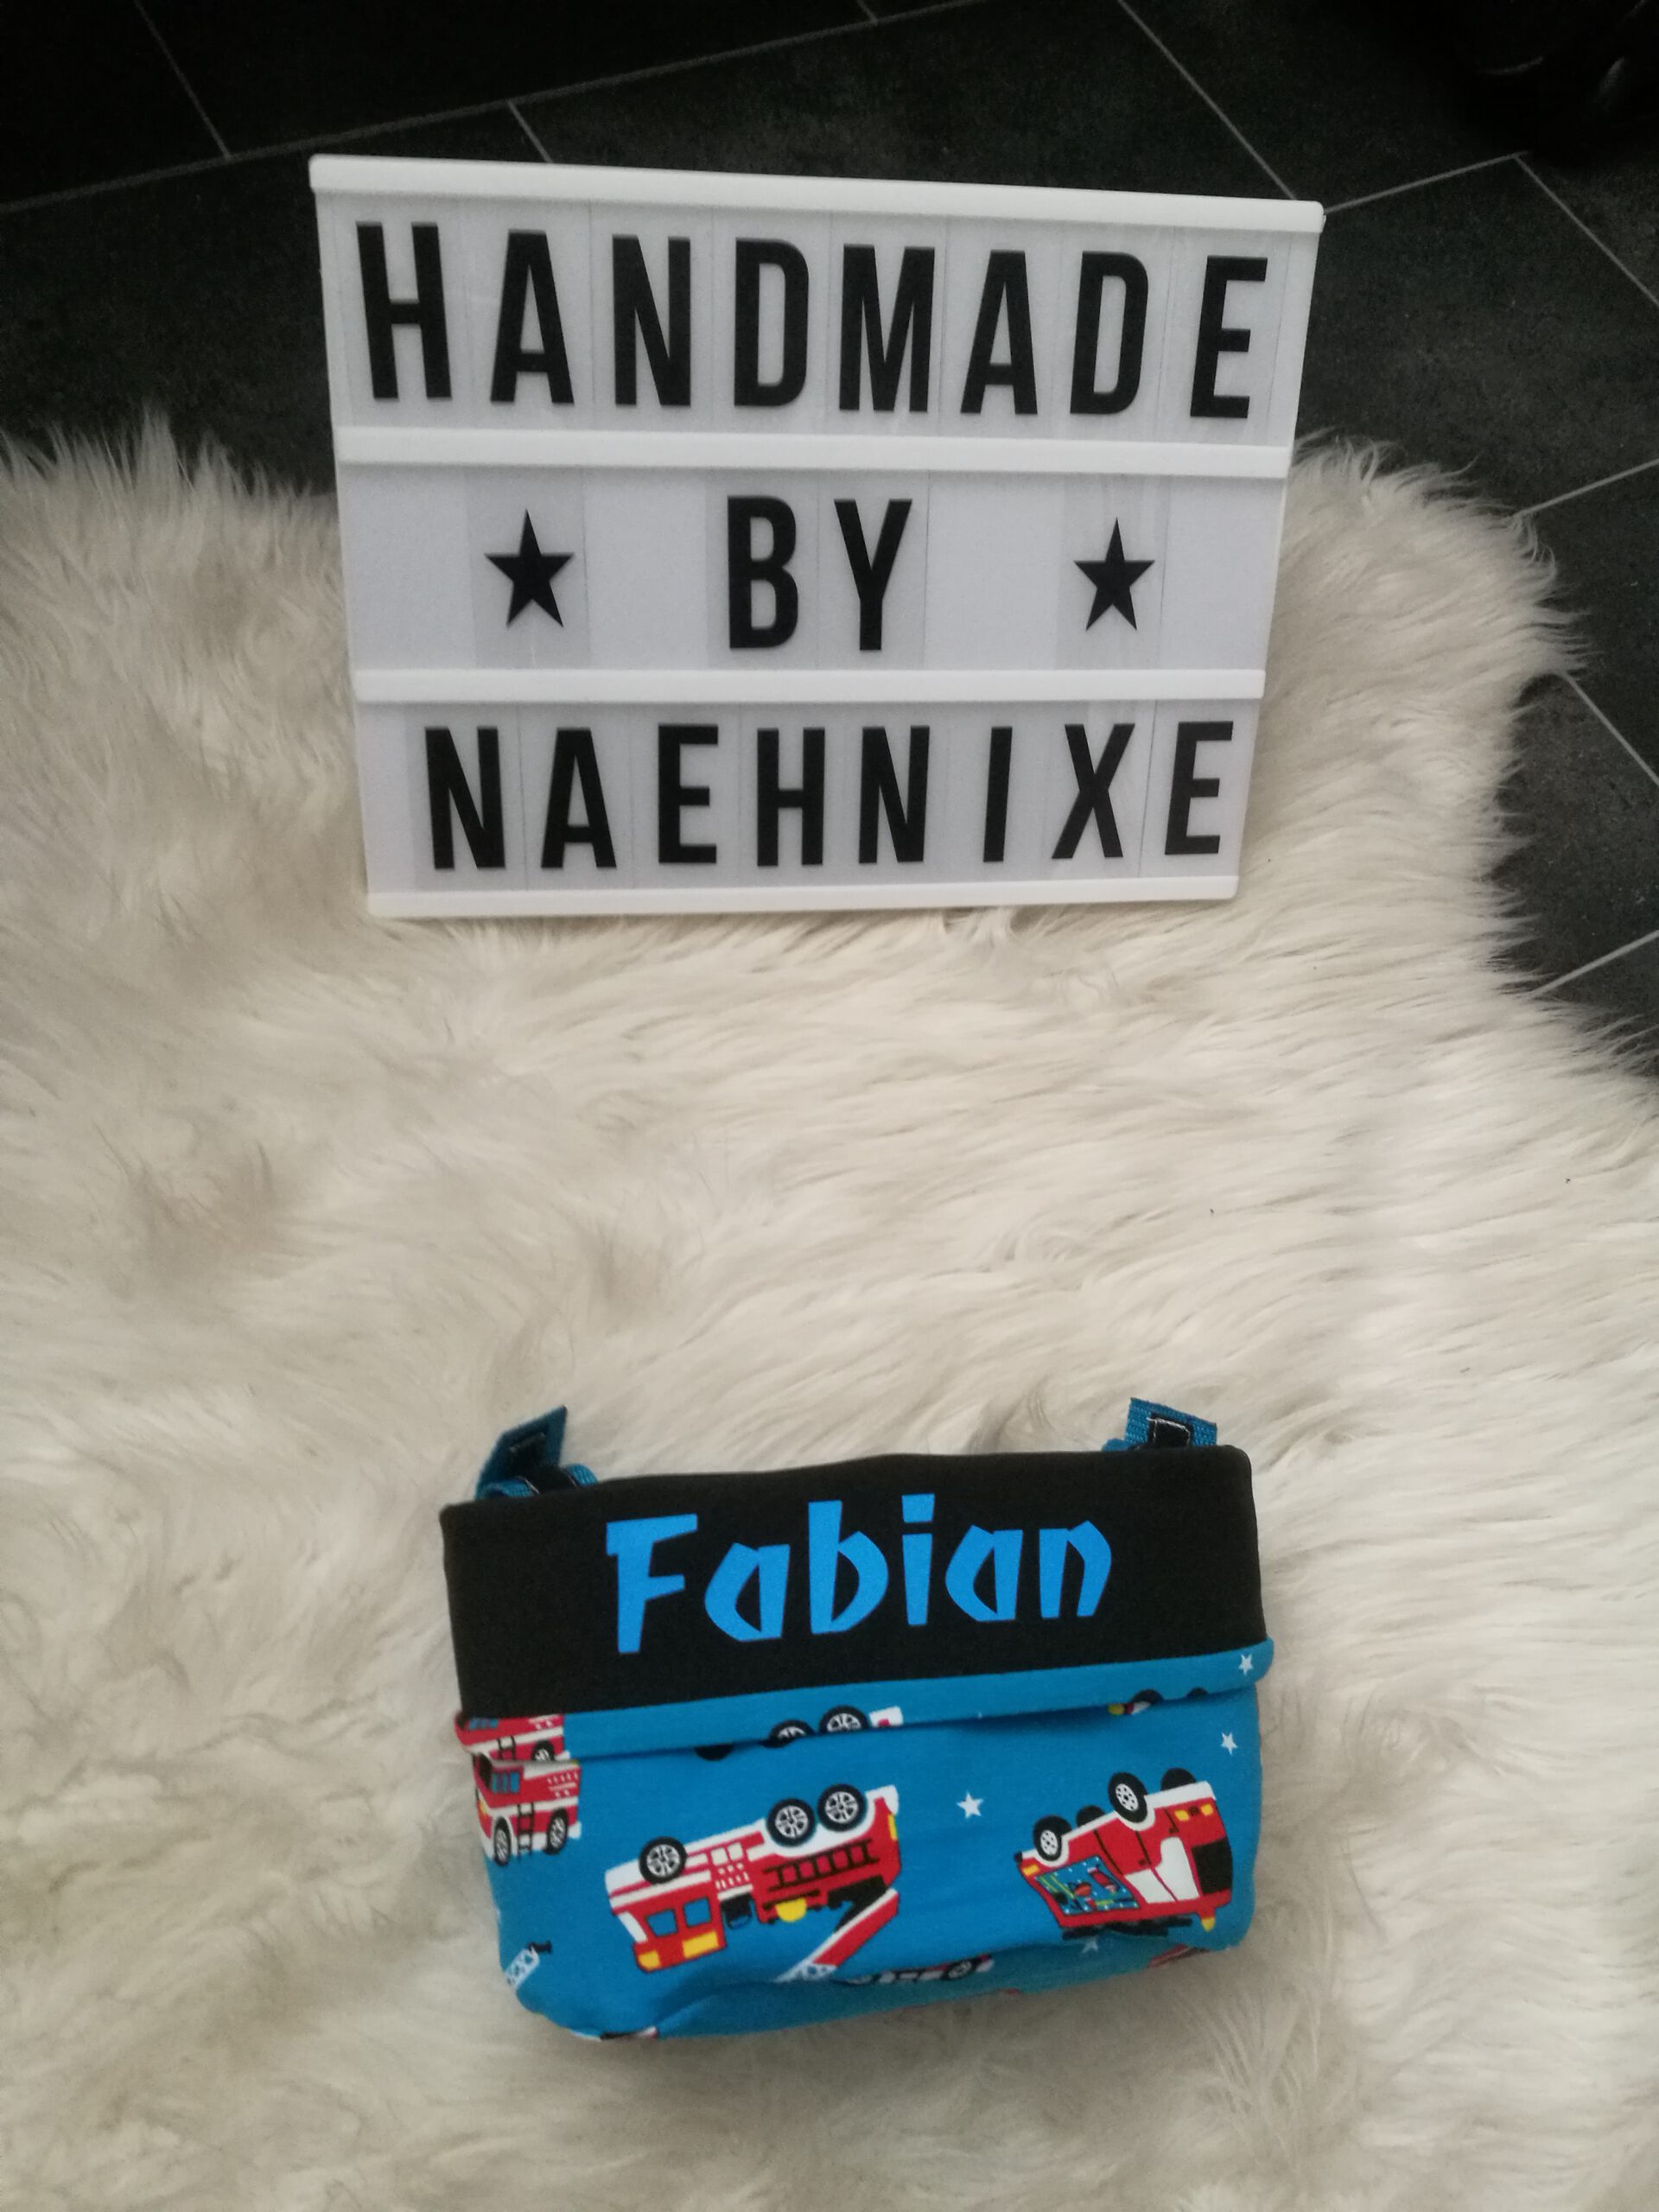 HANDMADE
★ BY ★
NAEHNIXE
Fabian